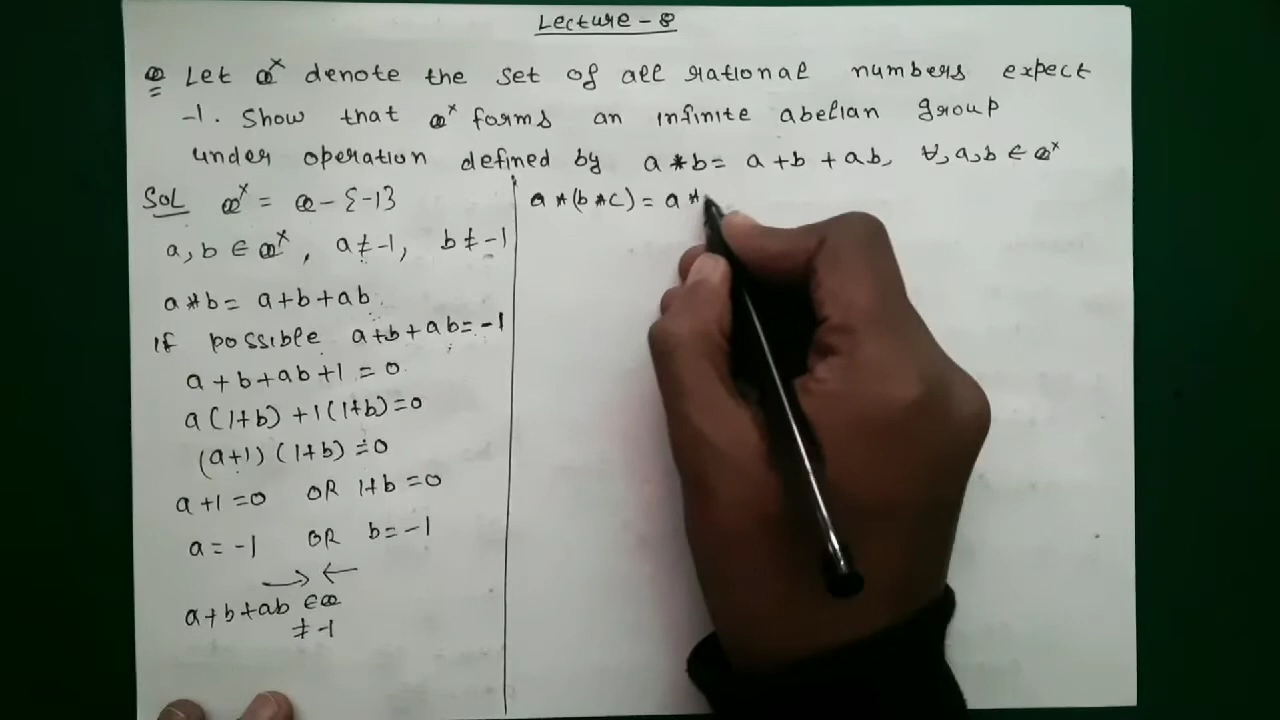 Lecture - 8
Q Let Q^x denote the set of all rational numbers expect
-1. Show that Q^x forms an infinite abelian group
under operation defined by a * b = a + b + ab, ∀, a, b ∈ Q^x
Sol Q^x = Q - {-1}
a, b ∈ Q^x, a ≠ -1, b ≠ -1
a * b = a + b + ab
If possible a + b + ab = -1
a + b + ab + 1 = 0
a (1+b) + 1 (1+b) = 0
(a+1) (1+b) = 0
a + 1 = 0 OR 1+b = 0
a = -1 OR b = -1
→ ←
a + b + ab ∈ Q
≠ -1
a * (b * c) = a *